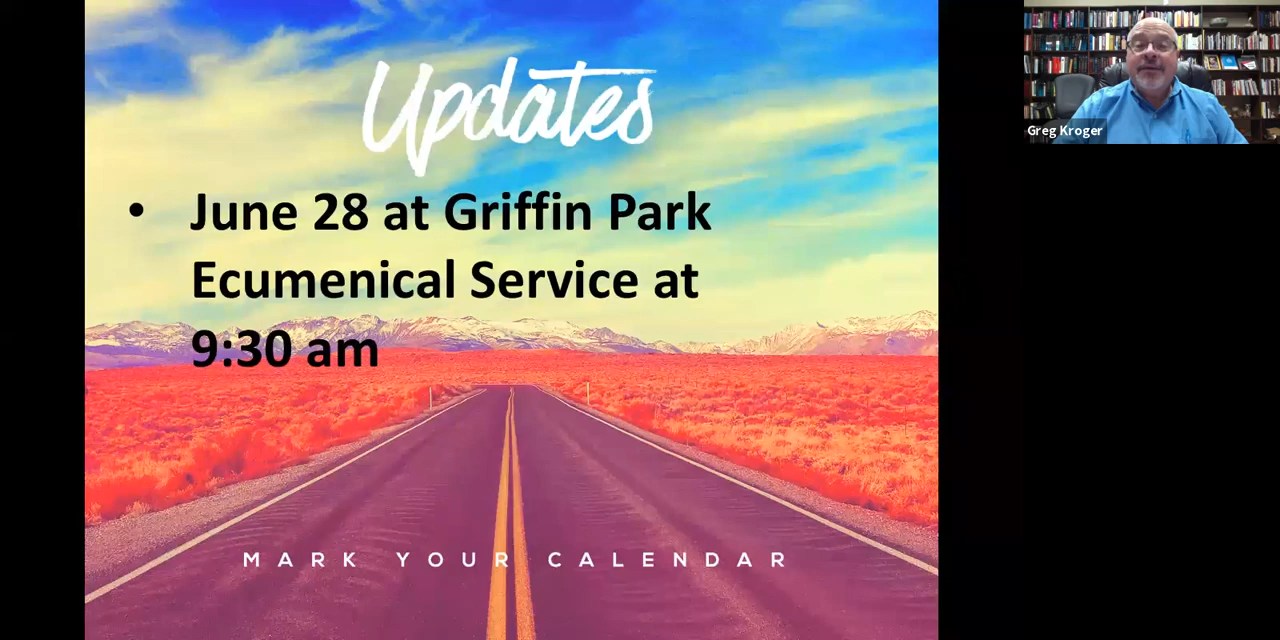 Updates
• June 28 at Griffin Park
Ecumenical Service at
9:30 am
MARK YOUR CALENDAR
Greg Kroger